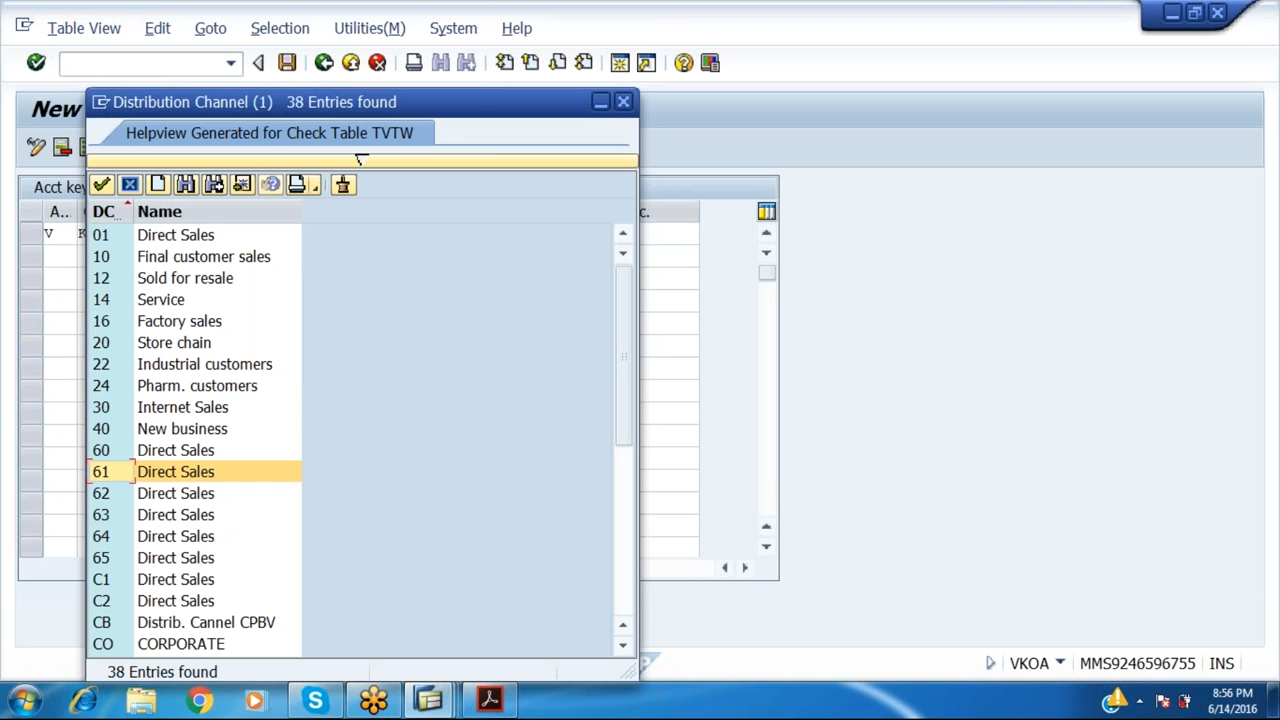 Table View Edit Goto Selection Utilities(M) System Help
New
Distribution Channel (1) 38 Entries found
Helpview Generated for Check Table TVTW
Acct key
A... c.
V K
DC.. Name
01 Direct Sales
10 Final customer sales
12 Sold for resale
14 Service
16 Factory sales
20 Store chain
22 Industrial customers
24 Pharm. customers
30 Internet Sales
40 New business
60 Direct Sales
61 Direct Sales
62 Direct Sales
63 Direct Sales
64 Direct Sales
65 Direct Sales
C1 Direct Sales
C2 Direct Sales
CB Distrib. Cannel CPBV
CO CORPORATE
38 Entries found
VKOA MMS9246596755 INS
8:56 PM
6/14/2016